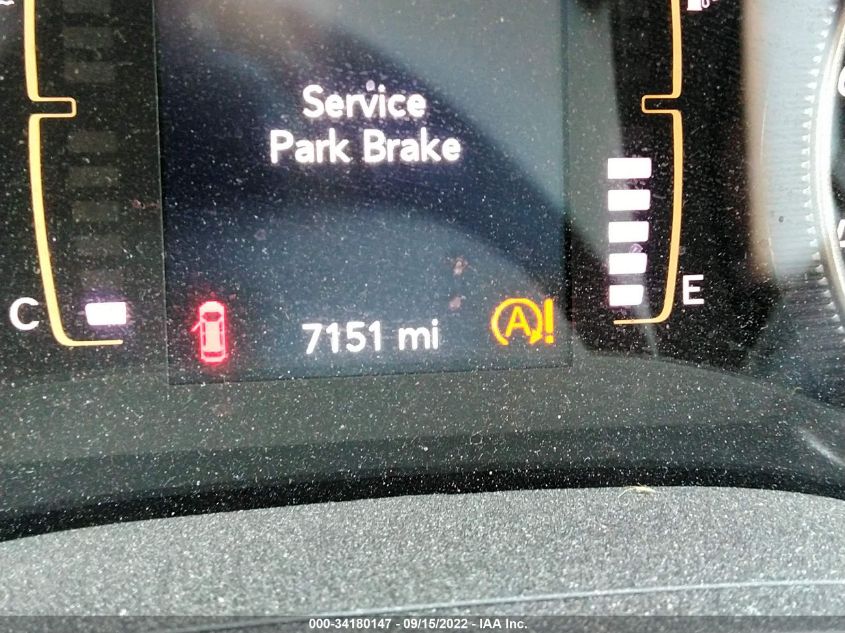 Service
Park Brake
C
E
7151 mi
A!
000-34180147 - 09/15/2022 - IAA Inc.